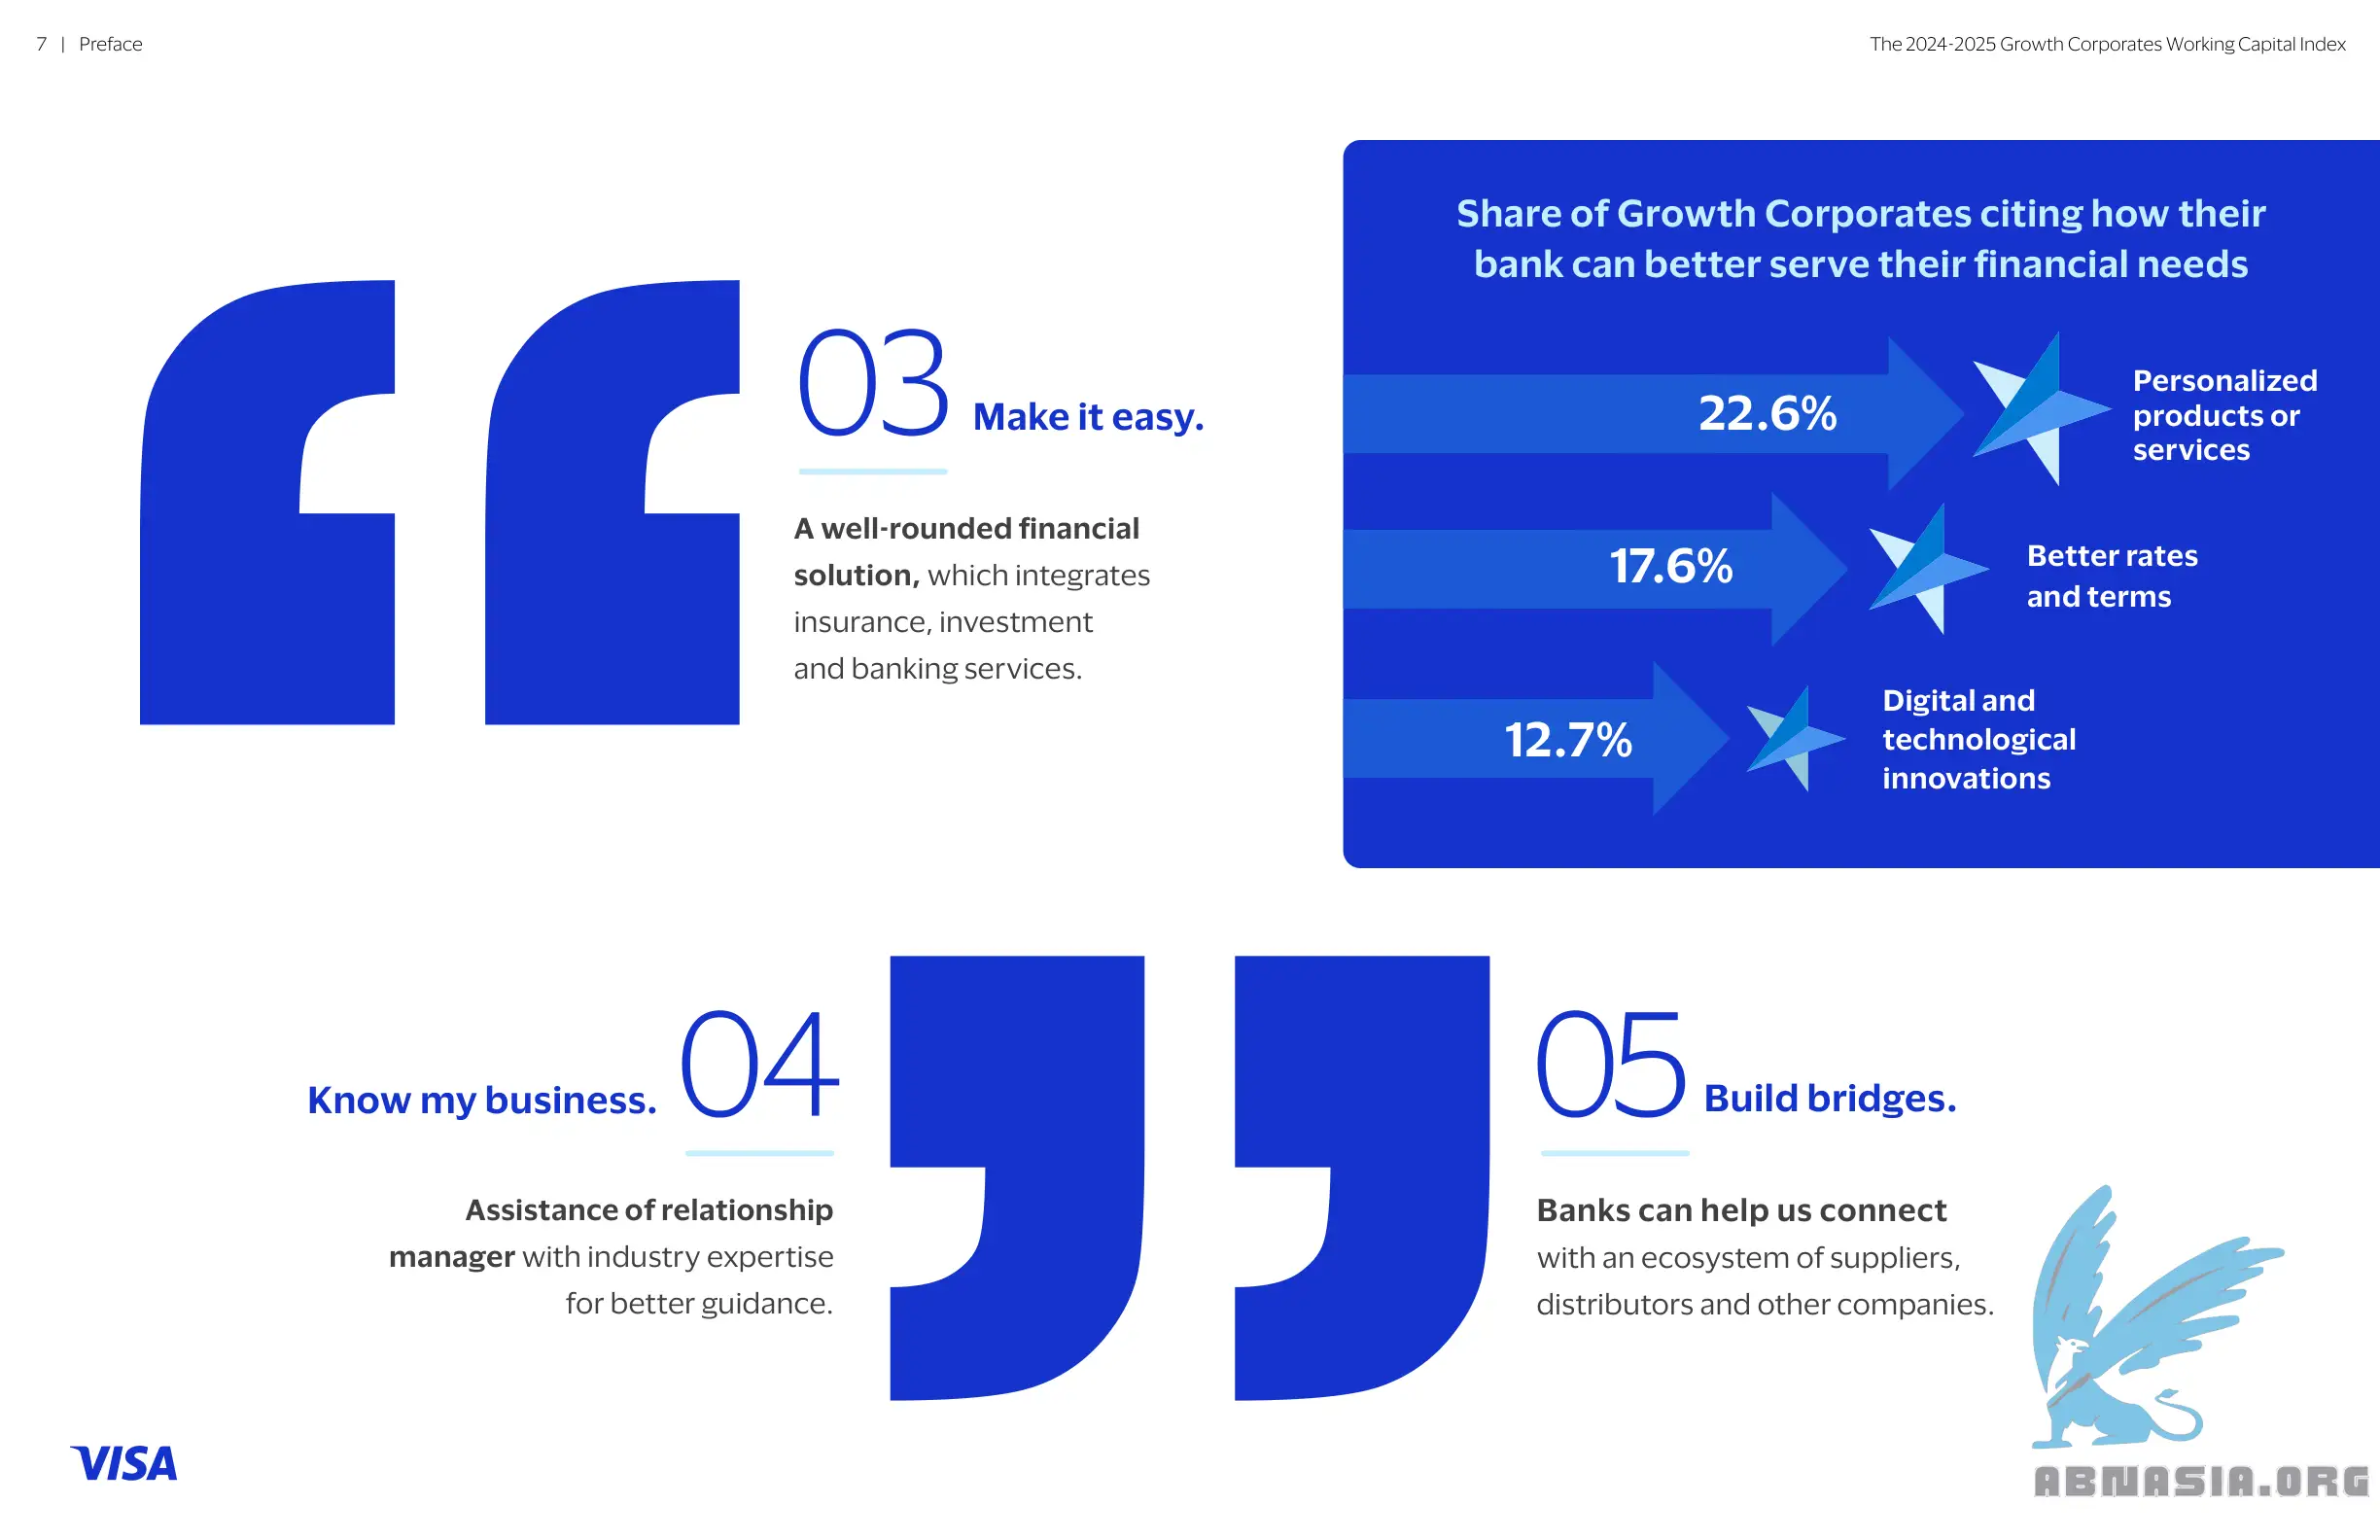 7 | Preface
The 2024-2025 Growth Corporates Working Capital Index
03 Make it easy.
A well-rounded financial
solution, which integrates
insurance, investment
and banking services.
Share of Growth Corporates citing how their
bank can better serve their financial needs
22.6%
Personalized
products or
services
17.6%
Better rates
and terms
12.7%
Digital and
technological
innovations
Know my business. 04
Assistance of relationship
manager with industry expertise
for better guidance.
05 Build bridges.
Banks can help us connect
with an ecosystem of suppliers,
distributors and other companies.
VISA
ABNASIA.ORG